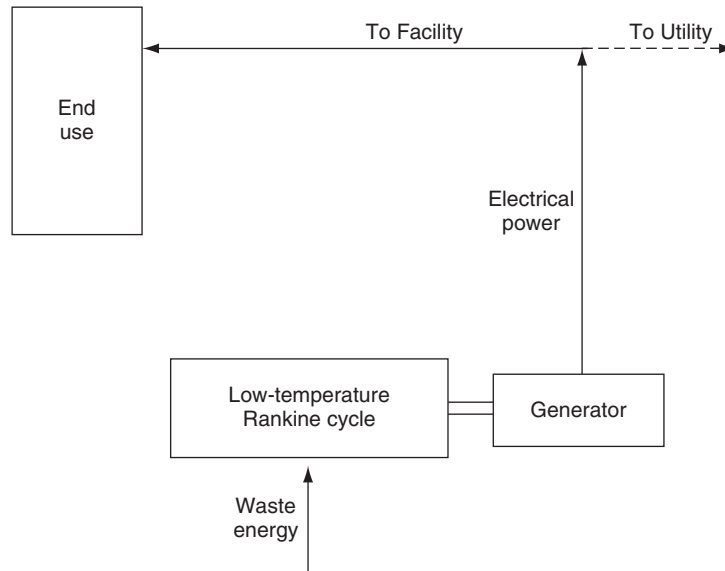 To Facility
To Utility
End
use
Electrical
power
Low-temperature
Rankine cycle
Generator
Waste
energy